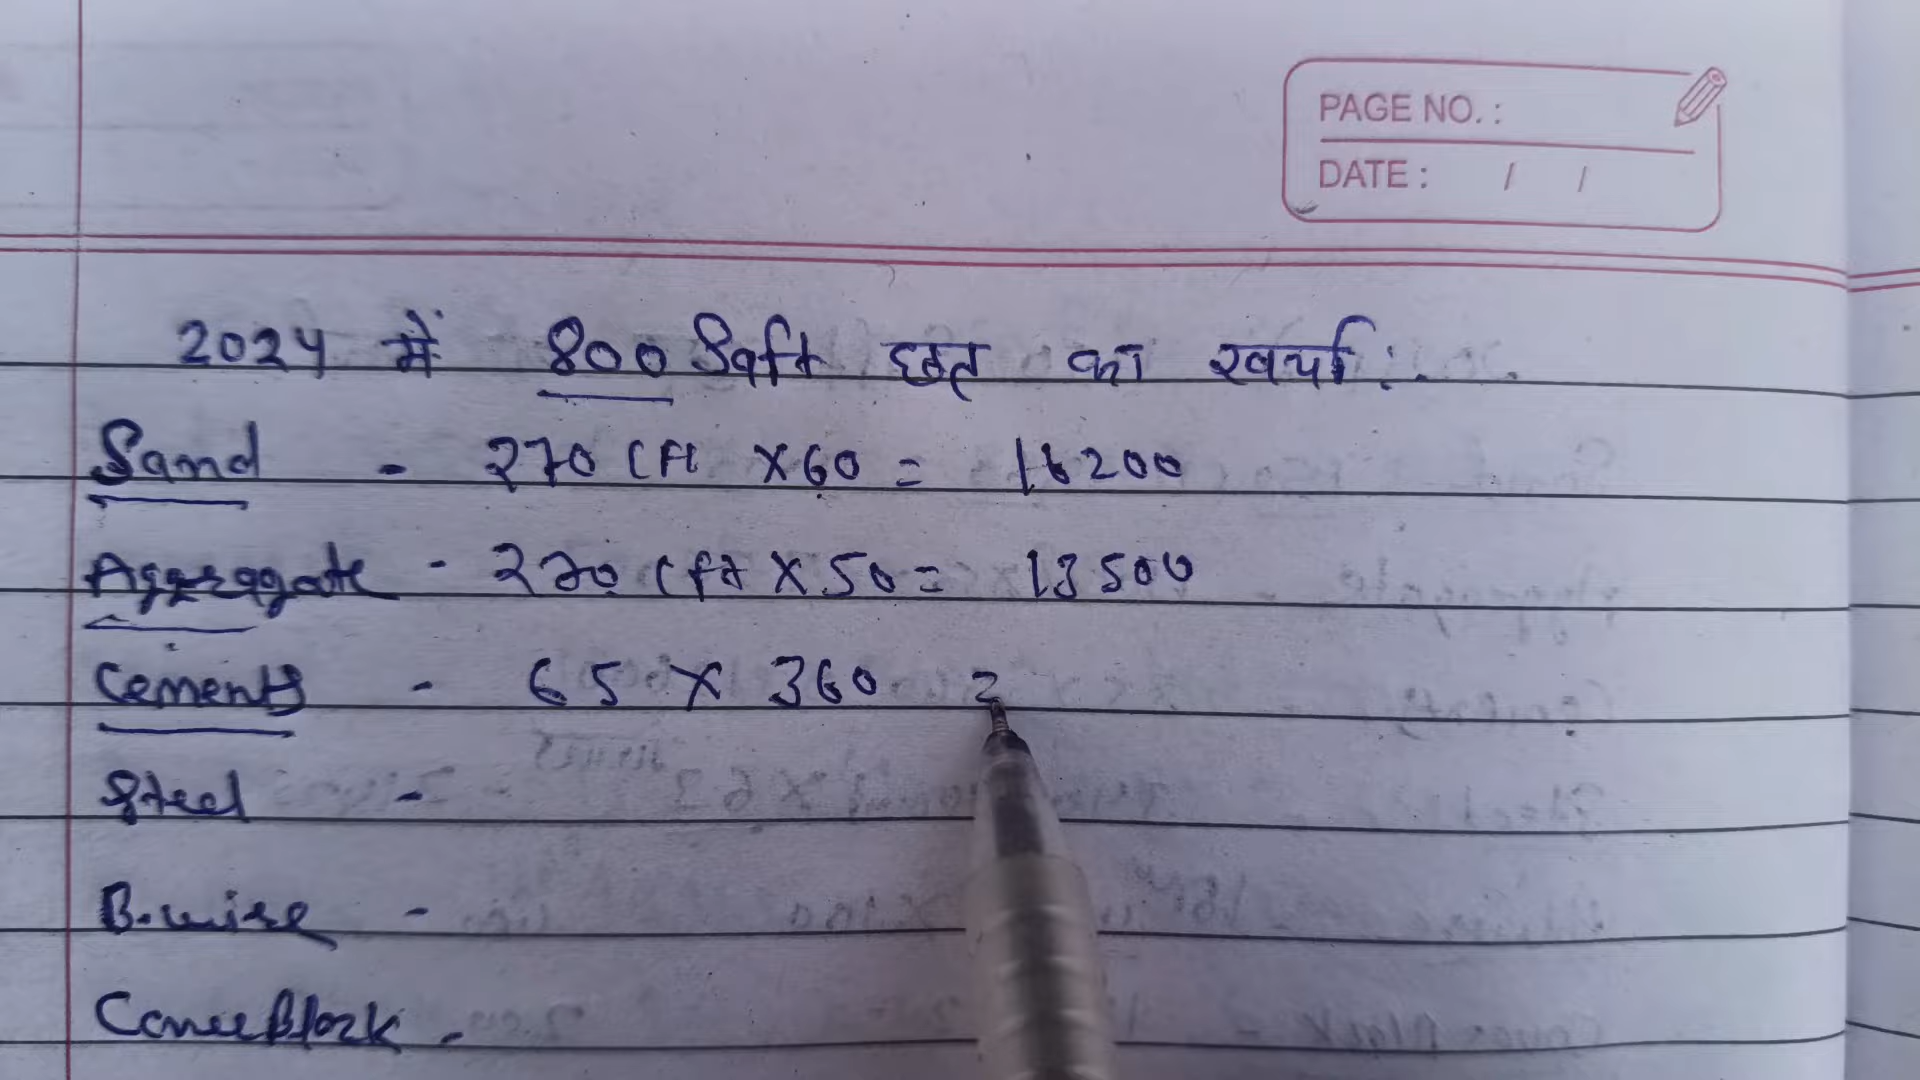 PAGE NO. :
DATE : / /
2024 में 800 Sqft छत का खर्चा :.
Sand - 270 Cft X 60 = 16200
Aggregate - 270 Cft X 50 = 13500
Cements - 65 X 360 =
Steel -
B.wire -
Cover Block -